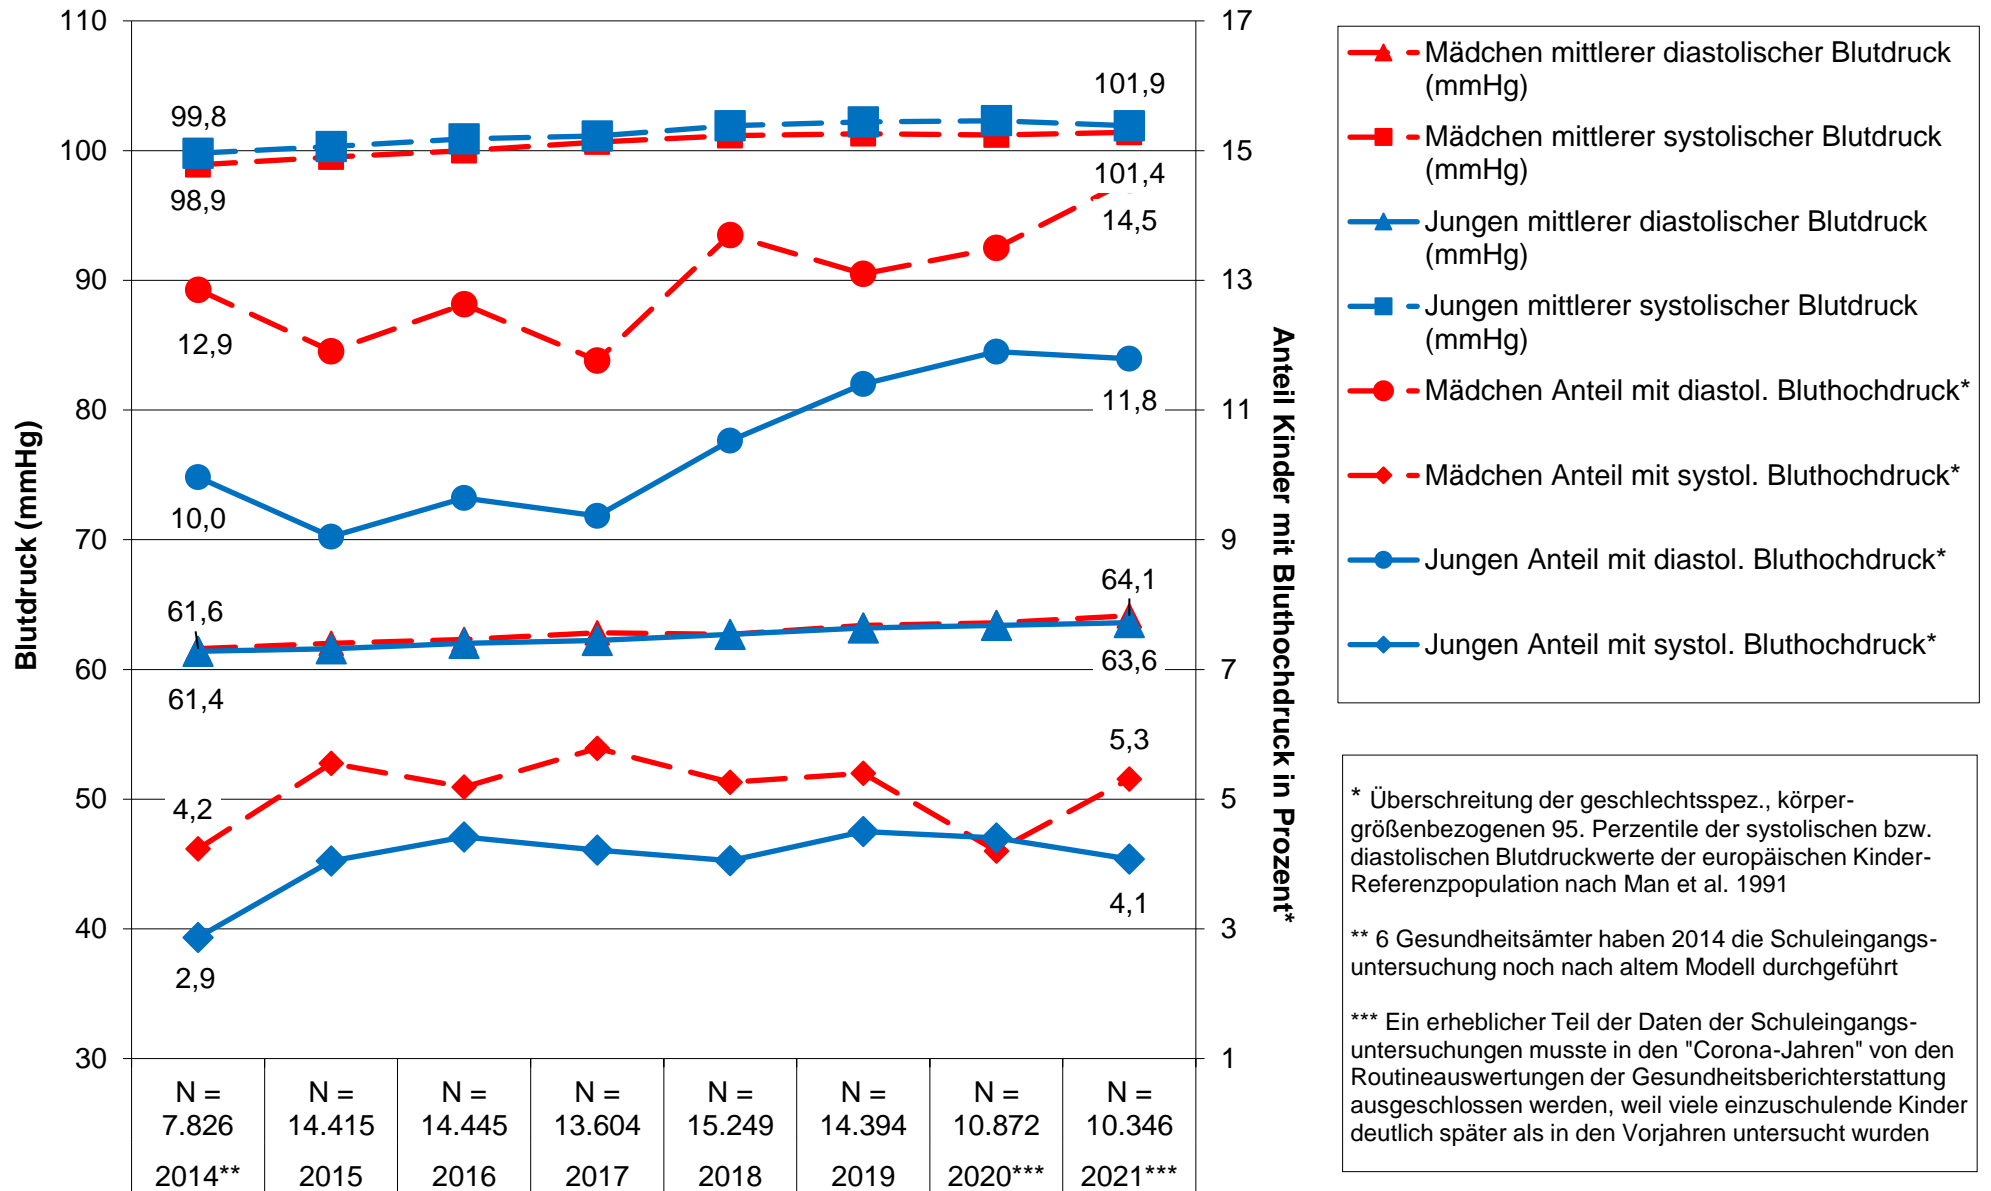 110
100
90
80
70
60
50
40
30
Blutdruck (mmHg)
99,8
98,9
101,9
101,4
14,5
12,9
11,8
10,0
61,6
61,4
64,1
63,6
4,2
5,3
2,9
4,1
17
15
13
11
9
7
5
3
1
Anteil Kinder mit Bluthochdruck in Prozent*
N =
7.826
2014**
N =
14.415
2015
N =
14.445
2016
N =
13.604
2017
N =
15.249
2018
N =
14.394
2019
N =
10.872
2020***
N =
10.346
2021***
Mädchen mittlerer diastolischer Blutdruck
(mmHg)
Mädchen mittlerer systolischer Blutdruck
(mmHg)
Jungen mittlerer diastolischer Blutdruck
(mmHg)
Jungen mittlerer systolischer Blutdruck
(mmHg)
Mädchen Anteil mit diastol. Bluthochdruck*
Mädchen Anteil mit systol. Bluthochdruck*
Jungen Anteil mit diastol. Bluthochdruck*
Jungen Anteil mit systol. Bluthochdruck*
* Überschreitung der geschlechtsspez., körper-
größenbezogenen 95. Perzentile der systolischen bzw.
diastolischen Blutdruckwerte der europäischen Kinder-
Referenzpopulation nach Man et al. 1991
** 6 Gesundheitsämter haben 2014 die Schuleingangs-
untersuchung noch nach altem Modell durchgeführt
*** Ein erheblicher Teil der Daten der Schuleingangs-
untersuchungen musste in den "Corona-Jahren" von den
Routineauswertungen der Gesundheitsberichterstattung
ausgeschlossen werden, weil viele einzuschulende Kinder
deutlich später als in den Vorjahren untersucht wurden